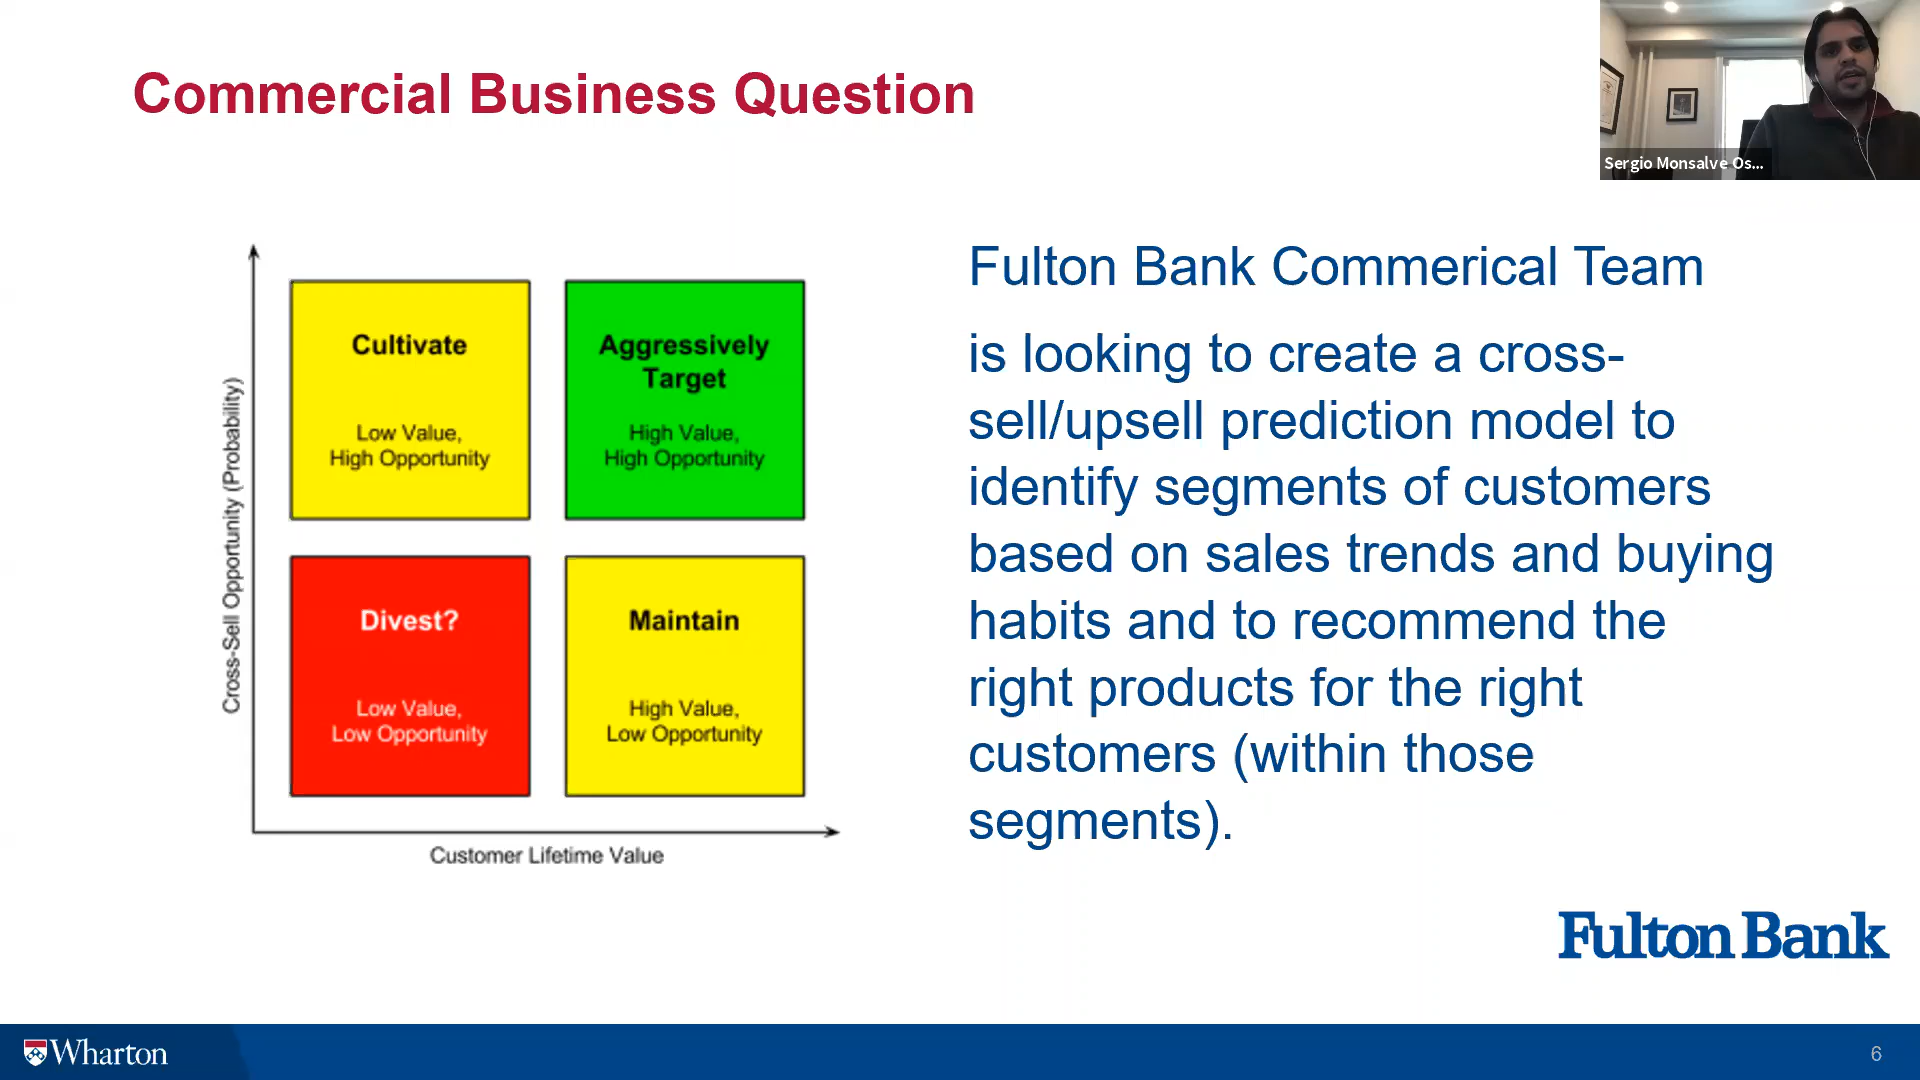 Commercial Business Question
Sergio Monsalve Os...
Cross-Sell Opportunity (Probability)
Cultivate
Low Value,
High Opportunity
Aggressively
Target
High Value,
High Opportunity
Divest?
Low Value,
Low Opportunity
Maintain
High Value,
Low Opportunity
Customer Lifetime Value
Fulton Bank Commerical Team
is looking to create a cross-
sell/upsell prediction model to
identify segments of customers
based on sales trends and buying
habits and to recommend the
right products for the right
customers (within those
segments).
Fulton Bank
Wharton
6